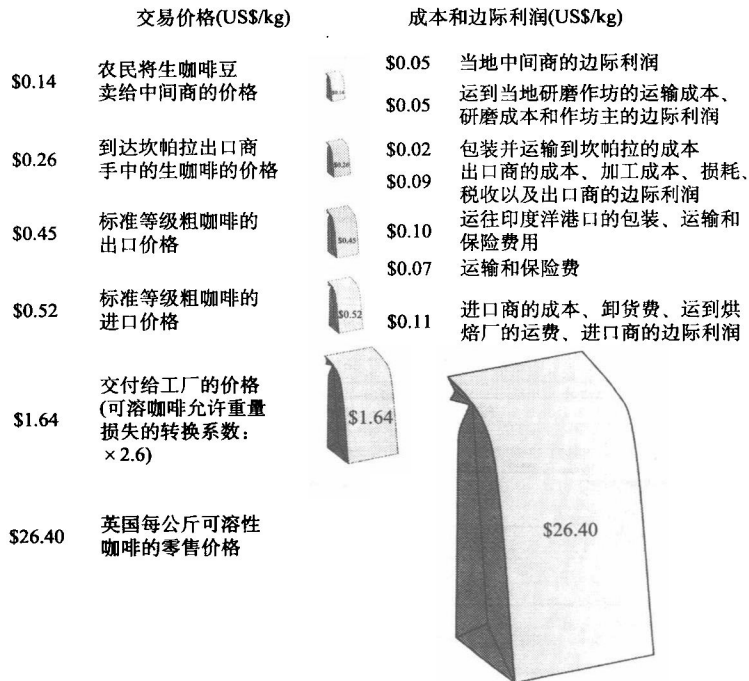 交易价格(US$/kg)
成本和边际利润(US$/kg)
$0.14
农民将生咖啡豆
卖给中间商的价格
$0.14
$0.05
当地中间商的边际利润
$0.05
运到当地研磨作坊的运输成本、
研磨成本和作坊主的边际利润
$0.26
到达坎帕拉出口商
手中的生咖啡的价格
$0.26
$0.02
包装并运输到坎帕拉的成本
$0.09
出口商的成本、加工成本、损耗、
税收以及出口商的边际利润
$0.45
标准等级粗咖啡的
出口价格
$0.45
$0.10
运往印度洋港口的包装、运输和
保险费用
$0.07
运输和保险费
$0.52
标准等级粗咖啡的
进口价格
$0.52
$0.11
进口商的成本、卸货费、运到烘
焙厂的运费、进口商的边际利润
$1.64
交付给工厂的价格
(可溶咖啡允许重量
损失的转换系数：
×2.6)
$1.64
$26.40
英国每公斤可溶性
咖啡的零售价格
$26.40